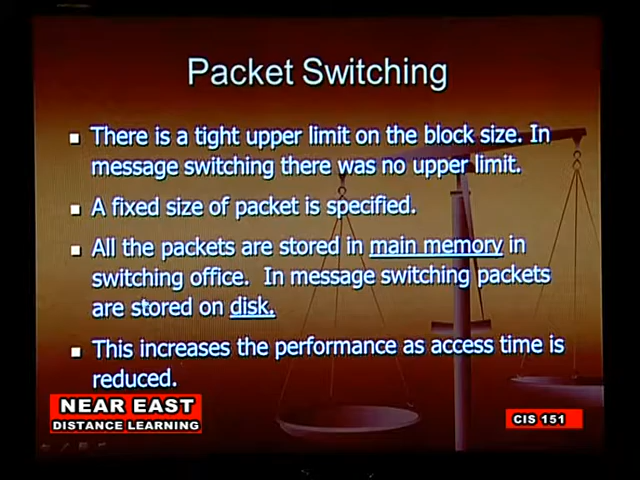 Packet Switching
There is a tight upper limit on the block size. In
message switching there was no upper limit.
A fixed size of packet is specified.
All the packets are stored in main memory in
switching office. In message switching packets
are stored on disk.
This increases the performance as access time is
reduced.
NEAR EAST
DISTANCE LEARNING
CIS 151